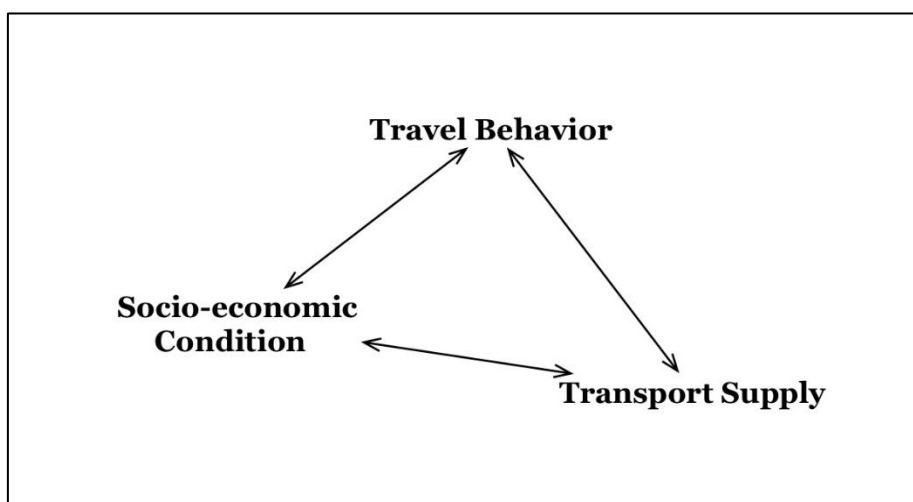 Travel Behavior
Socio-economic
Condition
Transport Supply